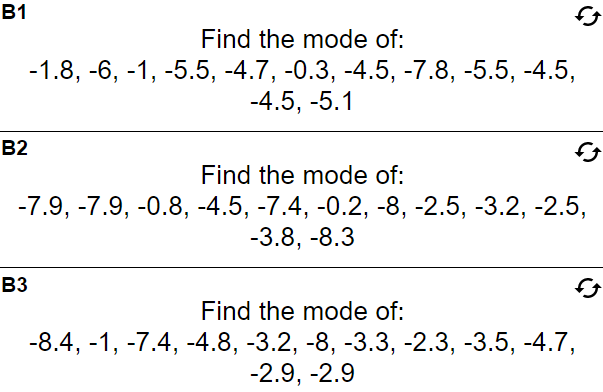 B1
Find the mode of:
-1.8, -6, -1, -5.5, -4.7, -0.3, -4.5, -7.8, -5.5, -4.5,
-4.5, -5.1
B2
Find the mode of:
-7.9, -7.9, -0.8, -4.5, -7.4, -0.2, -8, -2.5, -3.2, -2.5,
-3.8, -8.3
B3
Find the mode of:
-8.4, -1, -7.4, -4.8, -3.2, -8, -3.3, -2.3, -3.5, -4.7,
-2.9, -2.9